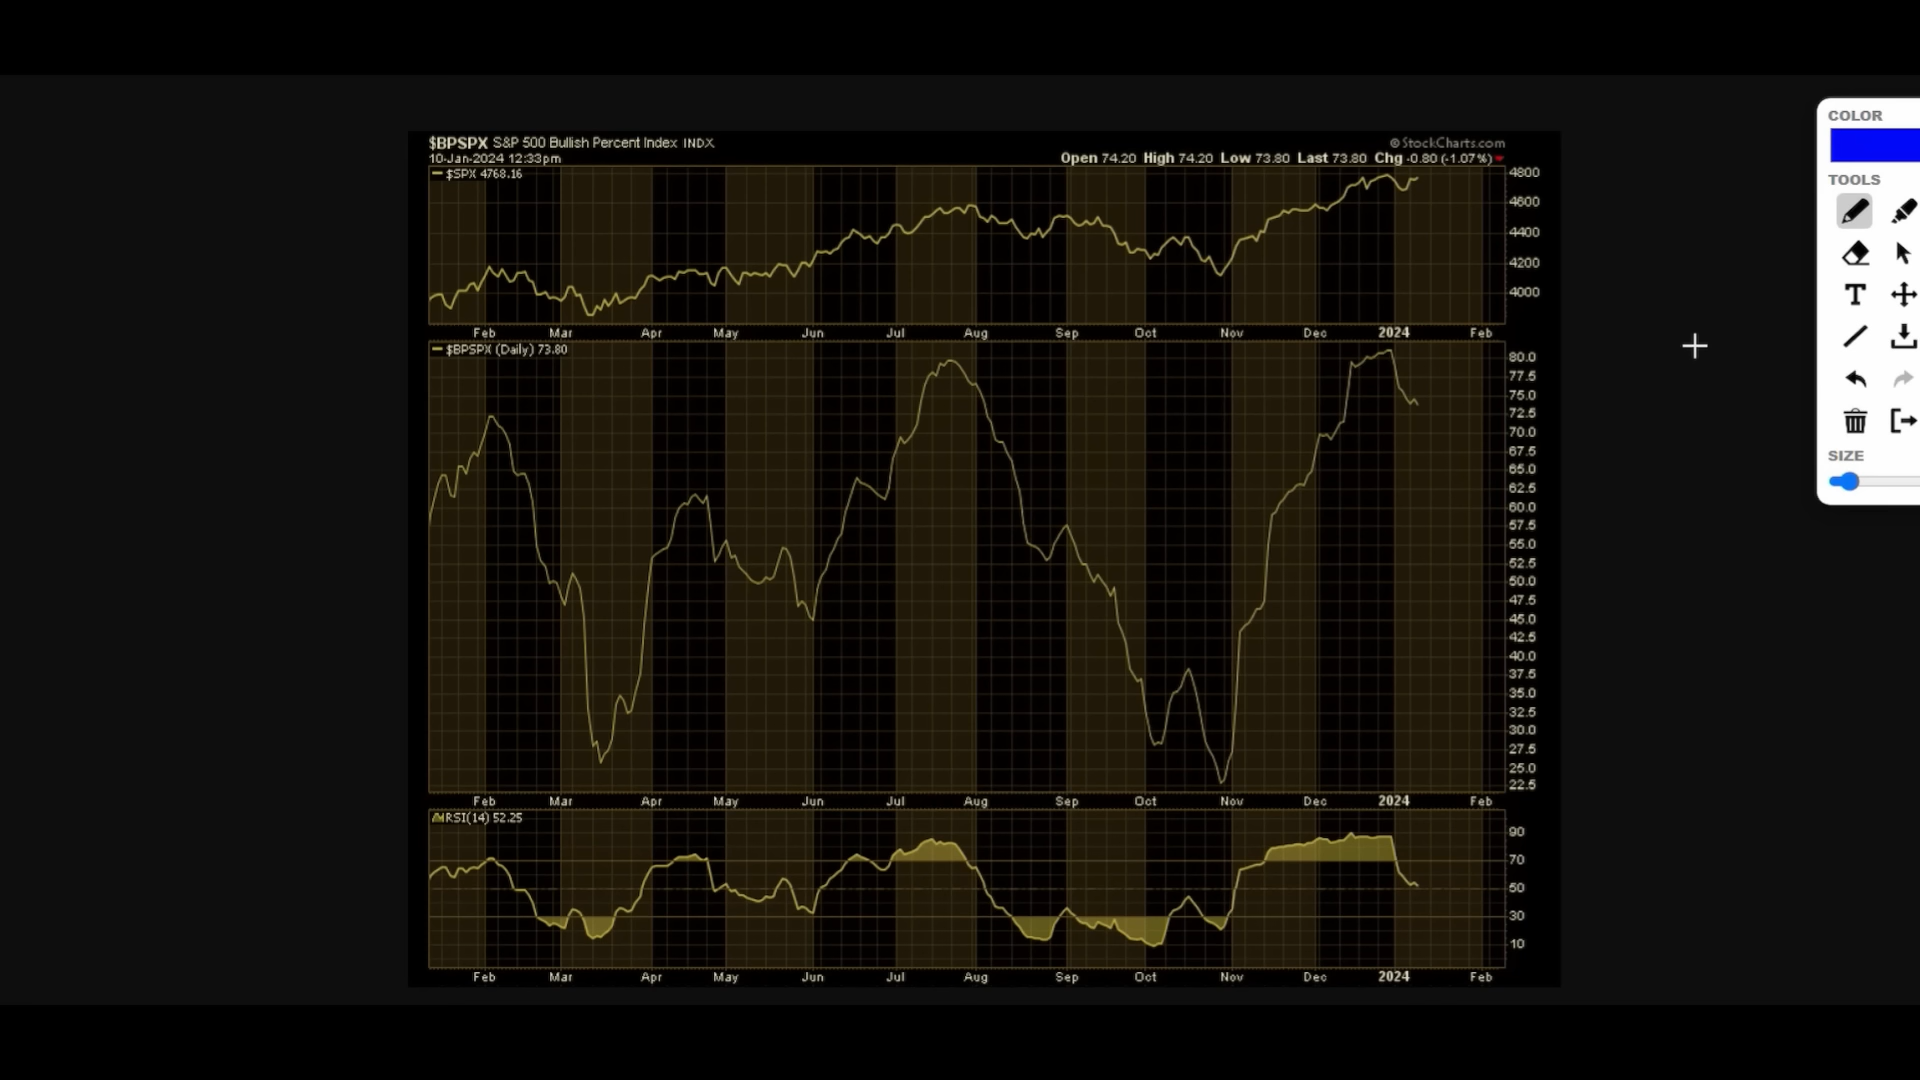 $BPSPX S&P 500 Bullish Percent Index INDX
© StockCharts.com
10-Jan-2024 12:33pm
Open 74.20 High 74.20 Low 73.80 Last 73.80 Chg -0.80 (-1.07%)
$SPX 4768.16
4800
4600
4400
4200
4000
Feb Mar Apr May Jun Jul Aug Sep Oct Nov Dec 2024 Feb
$BPSPX (Daily) 73.80
80.0
77.5
75.0
72.5
70.0
67.5
65.0
62.5
60.0
57.5
55.0
52.5
50.0
47.5
45.0
42.5
40.0
37.5
35.0
32.5
30.0
27.5
25.0
22.5
Feb Mar Apr May Jun Jul Aug Sep Oct Nov Dec 2024 Feb
RSI(14) 52.25
90
70
50
30
10
Feb Mar Apr May Jun Jul Aug Sep Oct Nov Dec 2024 Feb
COLOR
TOOLS
T
SIZE